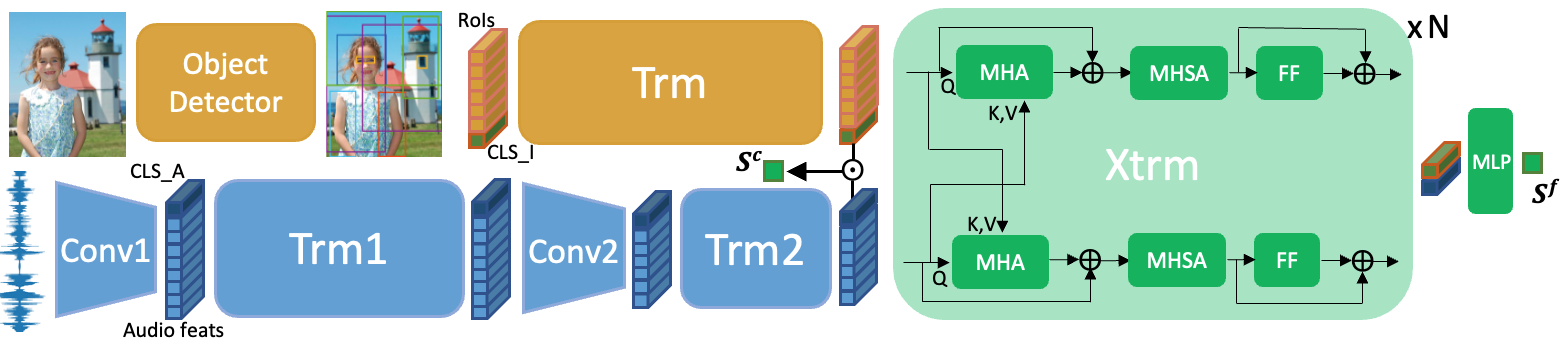 Object
Detector
RoIs
CLS_I
Trm
CLS_A
Conv1
Audio feats
Trm1
Conv2
Trm2
S^c
Q
MHA
K,V
MHSA
FF
x N
Xtrm
K,V
Q
MHA
MHSA
FF
MLP
S^f